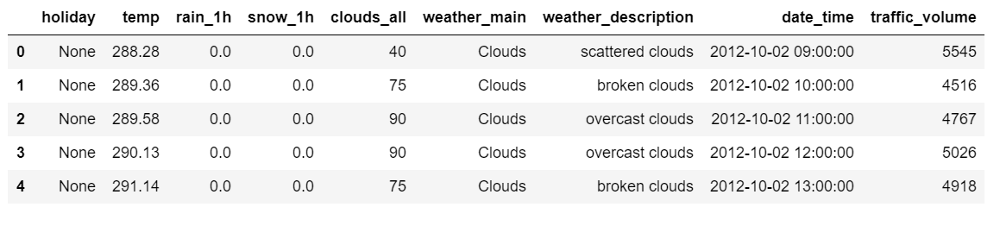 holiday temp rain_1h snow_1h clouds_all weather_main weather_description date_time traffic_volume
0 None 288.28 0.0 0.0 40 Clouds scattered clouds 2012-10-02 09:00:00 5545
1 None 289.36 0.0 0.0 75 Clouds broken clouds 2012-10-02 10:00:00 4516
2 None 289.58 0.0 0.0 90 Clouds overcast clouds 2012-10-02 11:00:00 4767
3 None 290.13 0.0 0.0 90 Clouds overcast clouds 2012-10-02 12:00:00 5026
4 None 291.14 0.0 0.0 75 Clouds broken clouds 2012-10-02 13:00:00 4918